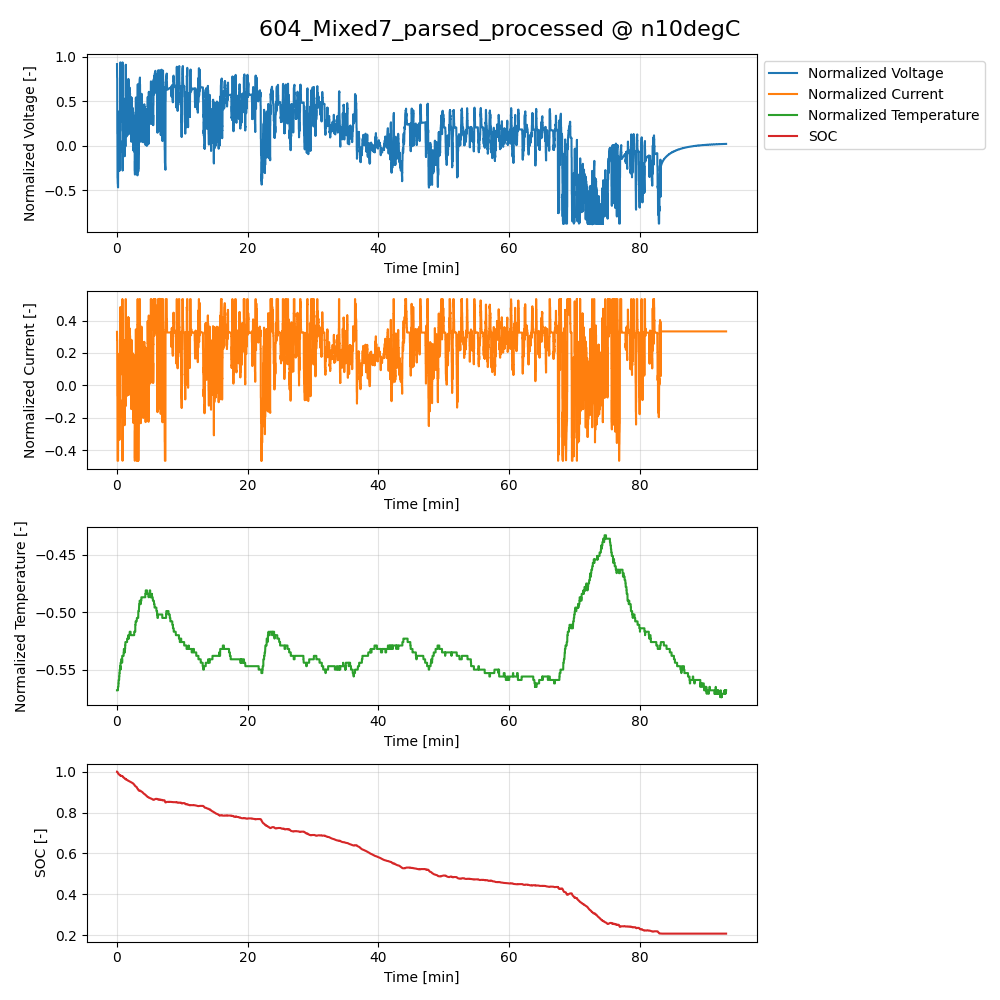 604_Mixed7_parsed_processed @ n10degC
Normalized Voltage [-]
1.0
0.5
0.0
−0.5
0 20 40 60 80
Time [min]
Normalized Voltage
Normalized Current
Normalized Temperature
SOC
Normalized Current [-]
0.4
0.2
0.0
−0.2
−0.4
0 20 40 60 80
Time [min]
Normalized Temperature [-]
−0.45
−0.50
−0.55
0 20 40 60 80
Time [min]
SOC [-]
1.0
0.8
0.6
0.4
0.2
0 20 40 60 80
Time [min]